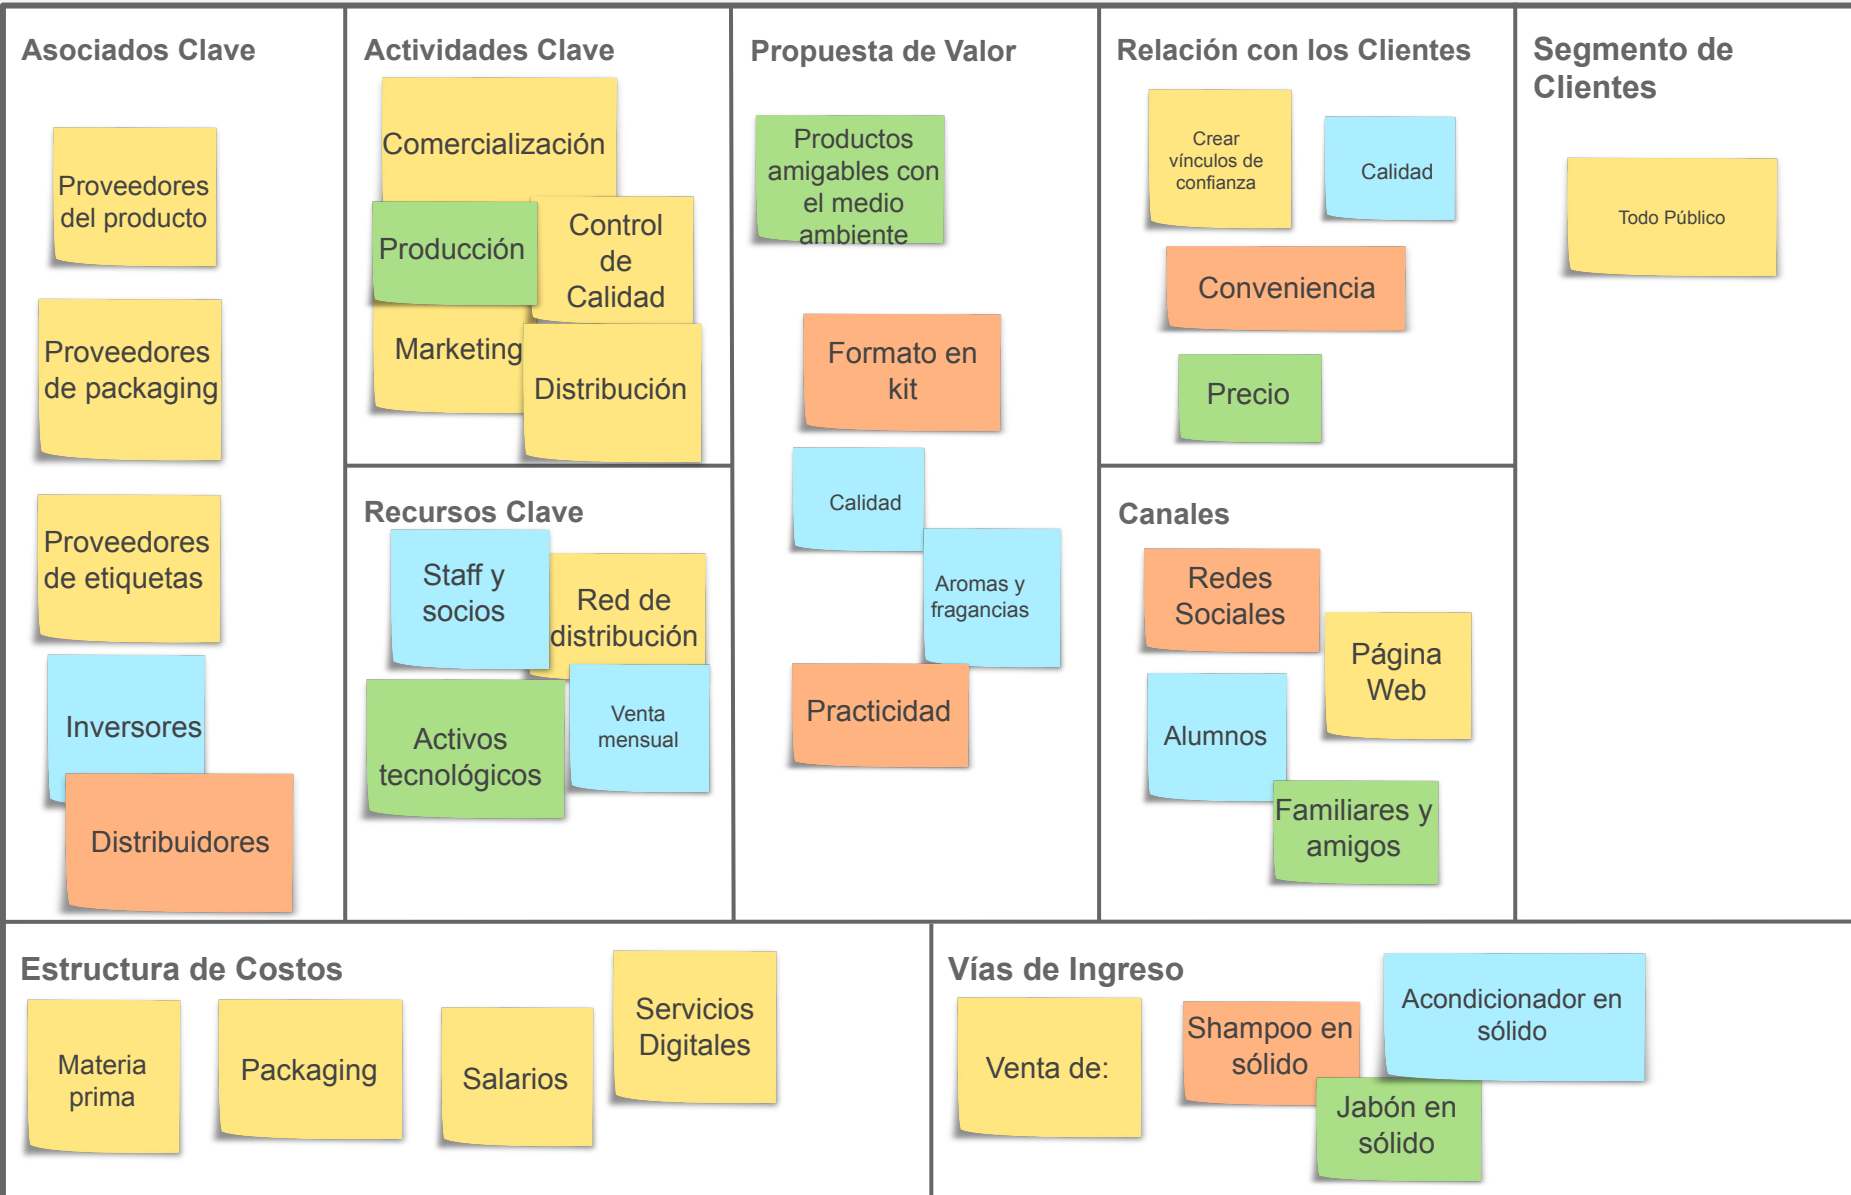 Asociados Clave
Proveedores
del producto
Proveedores
de packaging
Proveedores
de etiquetas
Inversores
Distribuidores
Actividades Clave
Comercialización
Producción
Control
de
Calidad
Marketing
Distribución
Recursos Clave
Staff y
socios
Red de
distribución
Activos
tecnológicos
Venta
mensual
Propuesta de Valor
Productos
amigables con
el medio
ambiente
Formato en
kit
Calidad
Aromas y
fragancias
Practicidad
Relación con los Clientes
Crear
vínculos de
confianza
Calidad
Conveniencia
Precio
Canales
Redes
Sociales
Página
Web
Alumnos
Familiares y
amigos
Segmento de
Clientes
Todo Público
Estructura de Costos
Materia
prima
Packaging
Salarios
Servicios
Digitales
Vías de Ingreso
Venta de:
Shampoo en
sólido
Acondicionador en
sólido
Jabón en
sólido